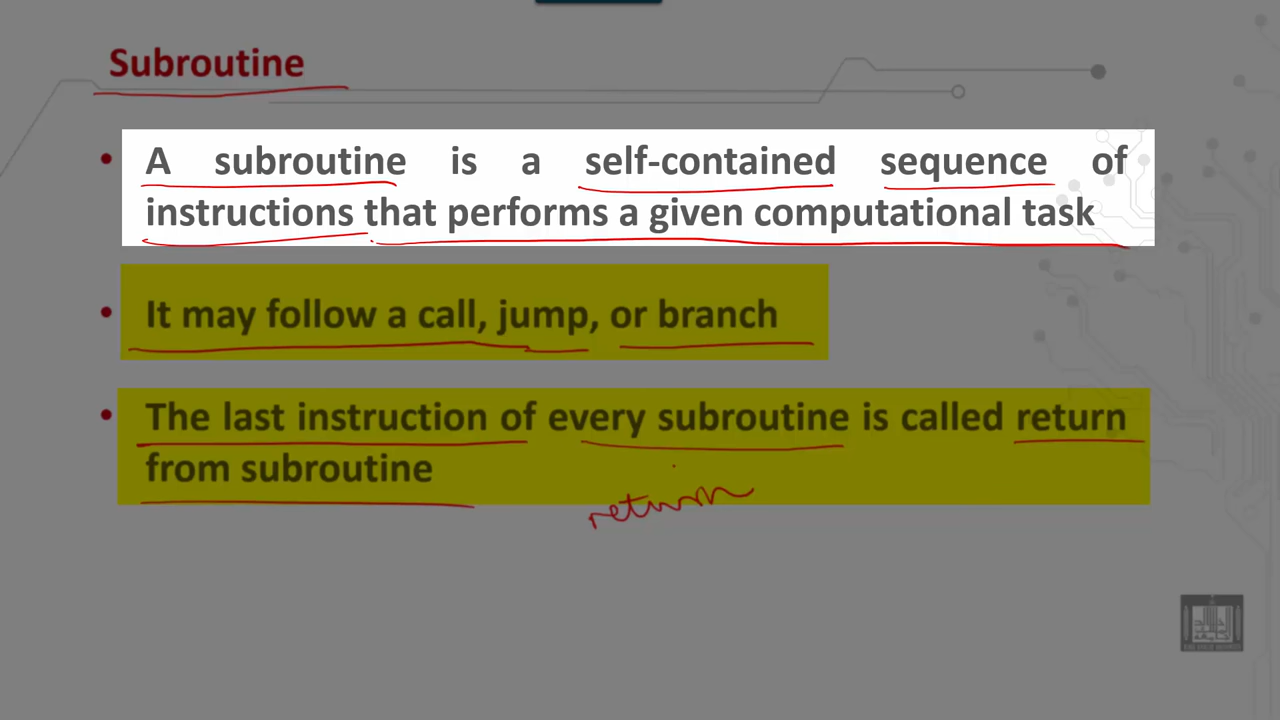 Subroutine
• A subroutine is a self-contained sequence of
instructions that performs a given computational task
• It may follow a call, jump, or branch
• The last instruction of every subroutine is called return
from subroutine
return